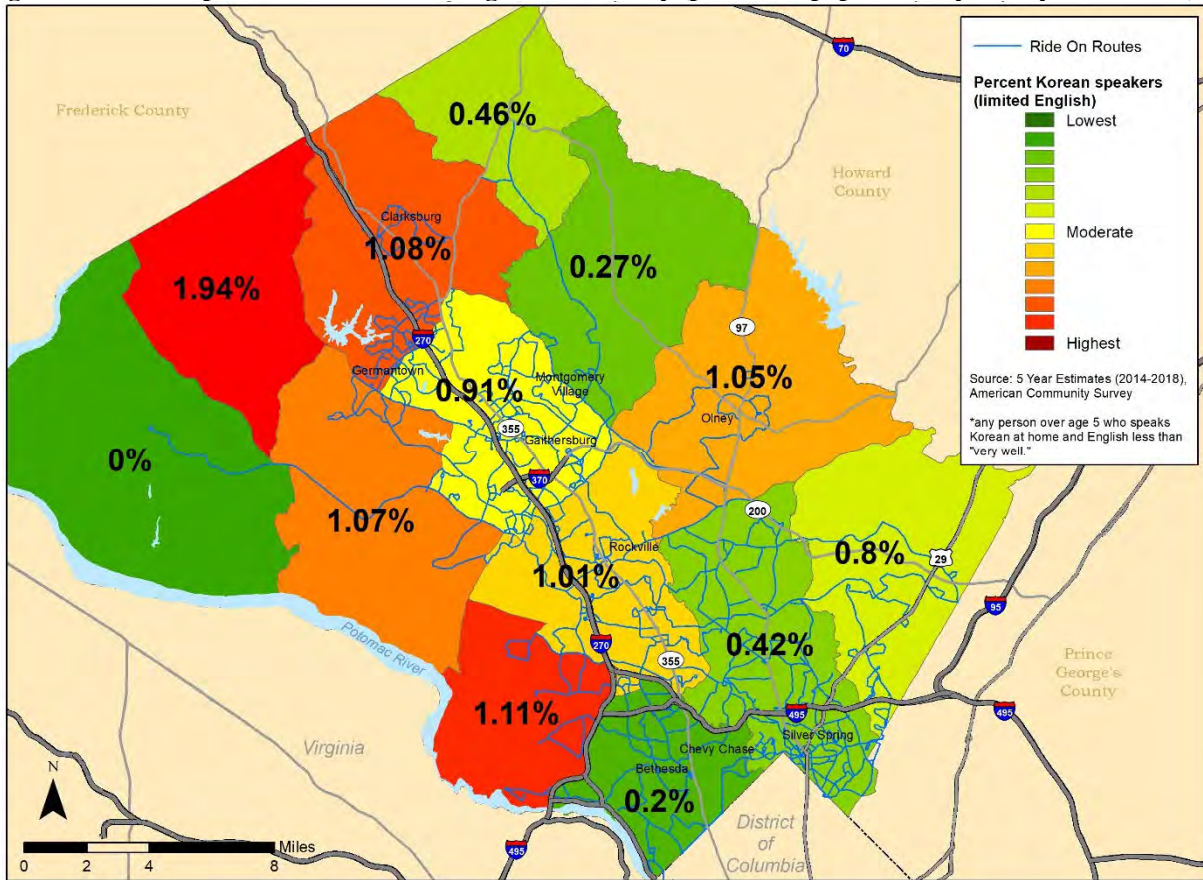 70
Frederick County
0.46%
Howard
County
Clarksburg
1.08%
0.27%
1.94%
97
270
Germantown
0.91%
Montgomery
Village
1.05%
Olney
355
Gaithersburg
0%
370
1.07%
200
Rockville
0.8%
29
1.01%
95
Potomac River
270
355
0.42%
Prince
George's
County
1.11%
495
495
Virginia
Chevy Chase
Silver Spring
Bethesda
0.2%
N
District
of
Columbia
Miles
0 2 4 8
495
Ride On Routes
Percent Korean speakers
(limited English)
Lowest
Moderate
Highest
Source: 5 Year Estimates (2014-2018),
American Community Survey
*any person over age 5 who speaks
Korean at home and English less than
"very well."